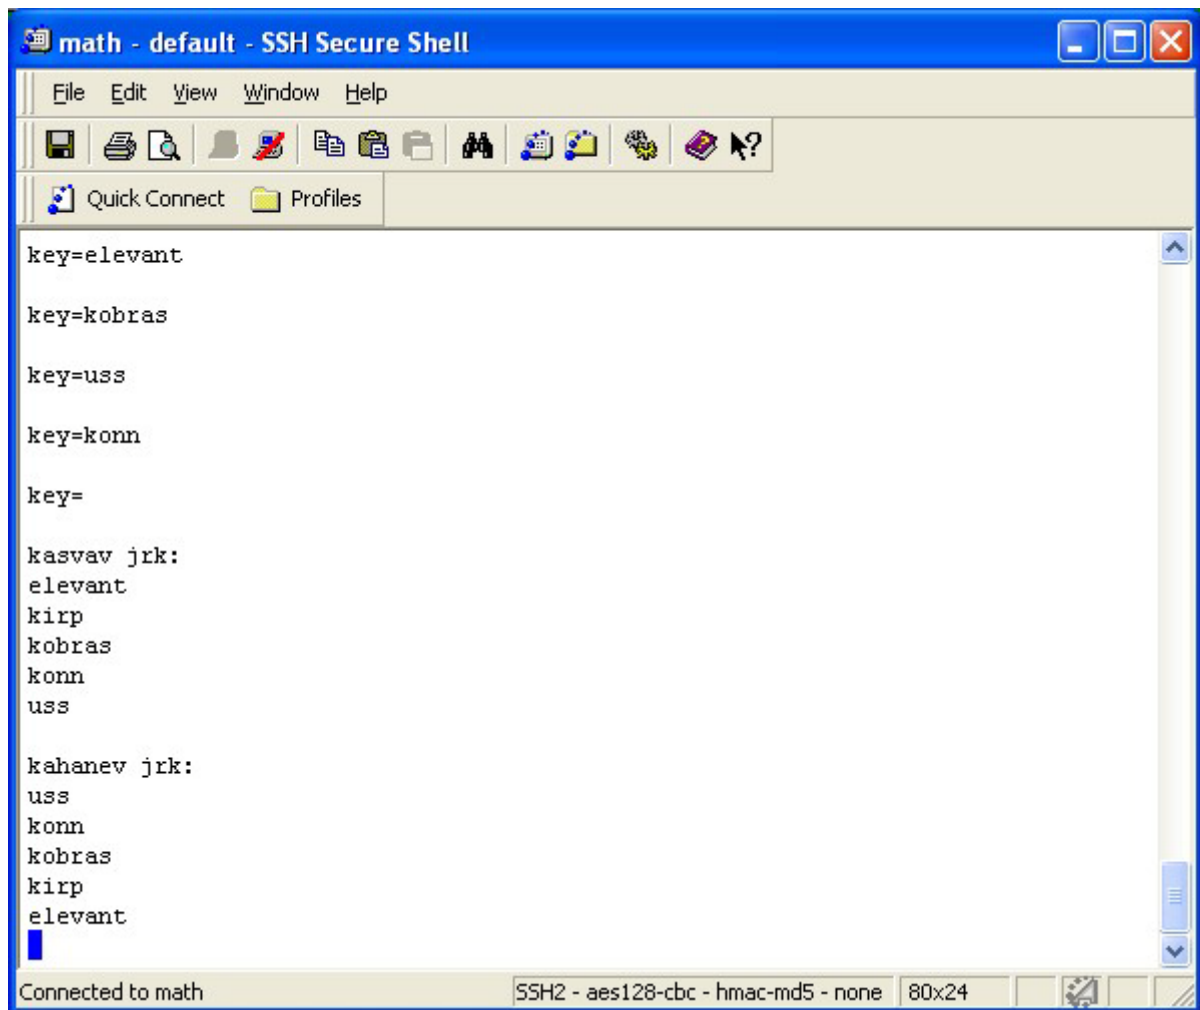 math - default - SSH Secure Shell
File Edit View Window Help
Quick Connect Profiles
key=elevant
key=kobras
key=uss
key=konn
key=
kasvav jrk:
elevant
kirp
kobras
konn
uss
kahanev jrk:
uss
konn
kobras
kirp
elevant
Connected to math SSH2 - aes128-cbc - hmac-md5 - none 80x24